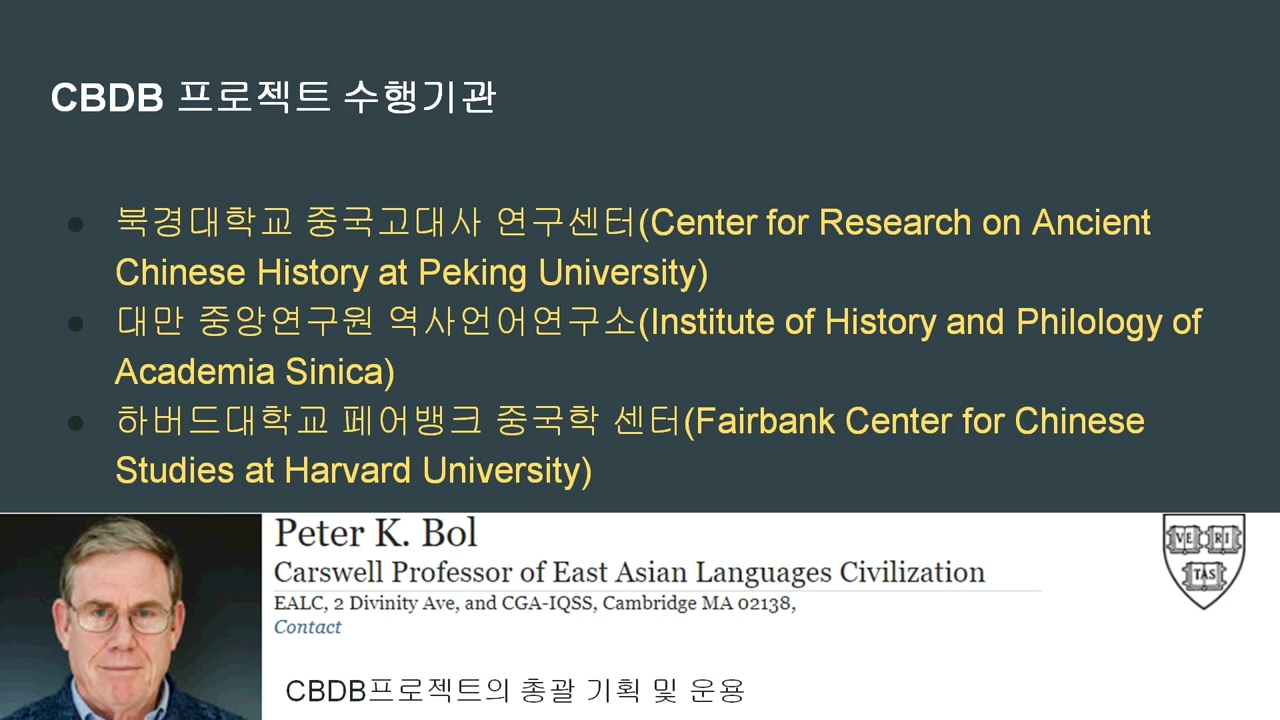 CBDB 프로젝트 수행기관
● 북경대학교 중국고대사 연구센터(Center for Research on Ancient
Chinese History at Peking University)
● 대만 중앙연구원 역사언어연구소(Institute of History and Philology of
Academia Sinica)
● 하버드대학교 페어뱅크 중국학 센터(Fairbank Center for Chinese
Studies at Harvard University)
Peter K. Bol
Carswell Professor of East Asian Languages Civilization
EALC, 2 Divinity Ave, and CGA-IQSS, Cambridge MA 02138,
Contact
VE RI
TAS
CBDB프로젝트의 총괄 기획 및 운용